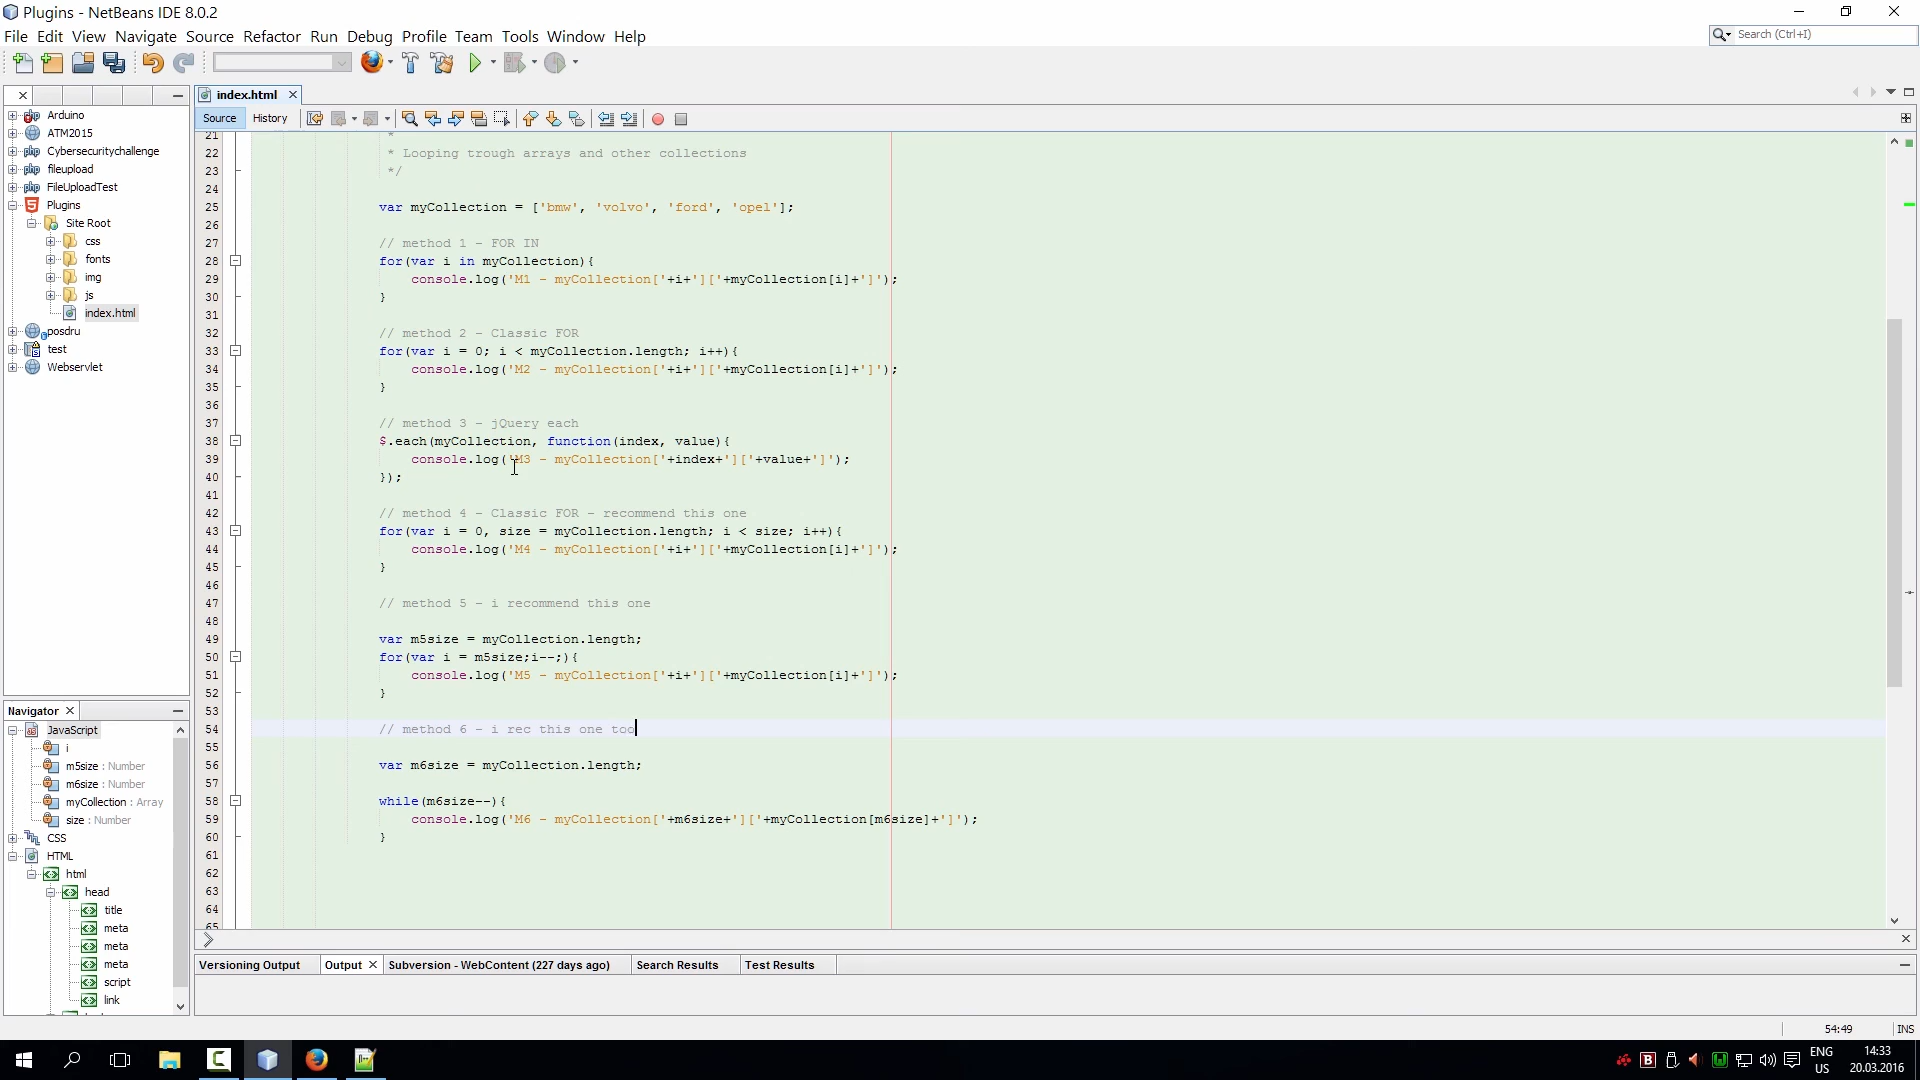 Plugins - NetBeans IDE 8.0.2
File Edit View Navigate Source Refactor Run Debug Profile Team Tools Window Help
Search (Ctrl+I)
index.html
Source History
Arduino
ATM2015
Cybersecuritychallenge
fileupload
FileUploadTest
Plugins
Site Root
css
fonts
img
js
index.html
posdru
test
Webservlet
Navigator
JavaScript
i
m5size : Number
m6size : Number
myCollection : Array
size : Number
CSS
HTML
html
head
title
meta
meta
meta
script
link
21 *
22 * Looping trough arrays and other collections
23 */
24
25 var myCollection = ['bmw', 'volvo', 'ford', 'opel'];
26
27 // method 1 - FOR IN
28 for(var i in myCollection){
29 console.log('M1 - myCollection['+i+']['+myCollection[i]+']');
30 }
31
32 // method 2 - Classic FOR
33 for(var i = 0; i < myCollection.length; i++){
34 console.log('M2 - myCollection['+i+']['+myCollection[i]+']');
35 }
36
37 // method 3 - jQuery each
38 $.each(myCollection, function(index, value){
39 console.log('M3 - myCollection['+index+']['+value+']');
40 });
41
42 // method 4 - Classic FOR - recommend this one
43 for(var i = 0, size = myCollection.length; i < size; i++){
44 console.log('M4 - myCollection['+i+']['+myCollection[i]+']');
45 }
46
47 // method 5 - i recommend this one
48
49 var m5size = myCollection.length;
50 for(var i = m5size;i--;){
51 console.log('M5 - myCollection['+i+']['+myCollection[i]+']');
52 }
53
54 // method 6 - i rec this one too
55
56 var m6size = myCollection.length;
57
58 while(m6size--){
59 console.log('M6 - myCollection['+m6size+']['+myCollection[m6size]+']');
60 }
61
62
63
64
65
Versioning Output Output Subversion - WebContent (227 days ago) Search Results Test Results
54:49 INS
ENG
US
14:33
20.03.2016